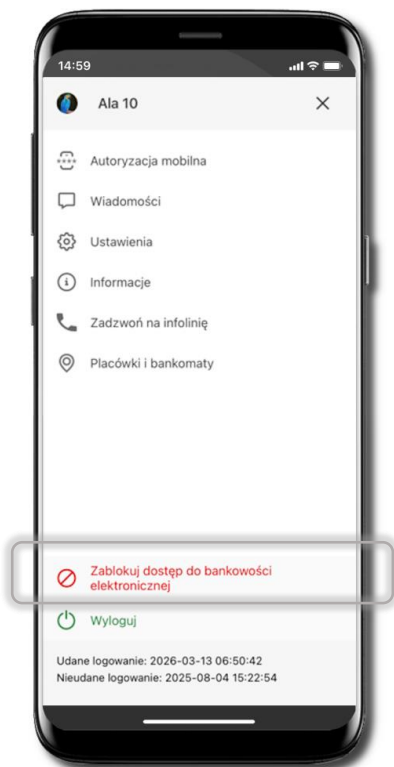 14:59
Ala 10
Autoryzacja mobilna
Wiadomości
Ustawienia
Informacje
Zadzwoń na infolinię
Placówki i bankomaty
Zablokuj dostęp do bankowości
elektronicznej
Wyloguj
Udane logowanie: 2026-03-13 06:50:42
Nieudane logowanie: 2025-08-04 15:22:54